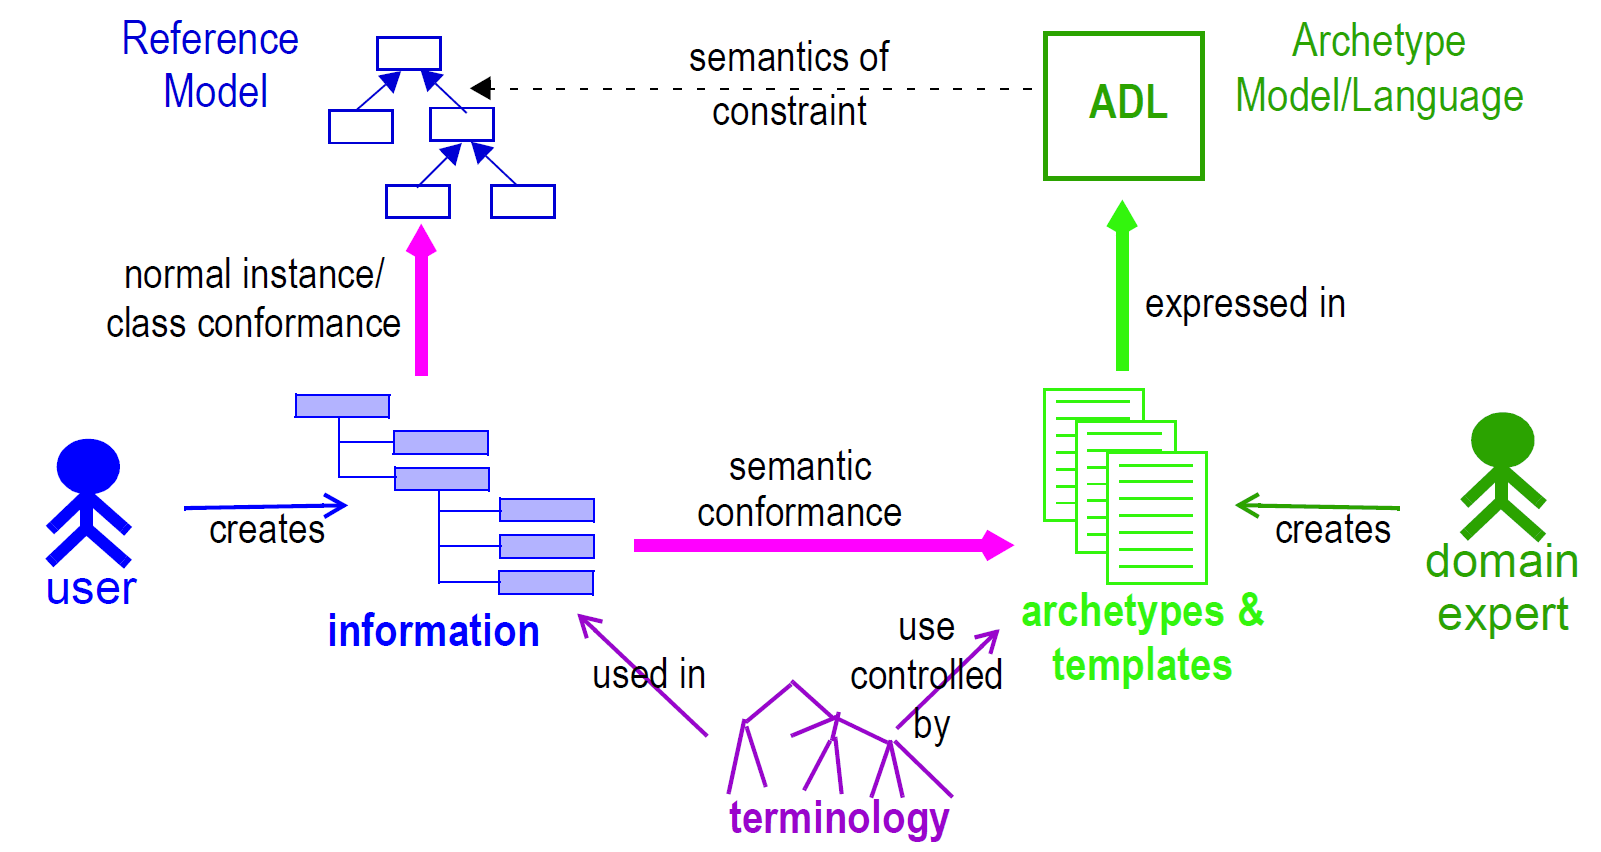 Reference
Model
semantics of
constraint
ADL
Archetype
Model/Language
normal instance/
class conformance
expressed in
user
creates
information
semantic
conformance
archetypes &
templates
creates
domain
expert
used in
use
controlled
by
terminology